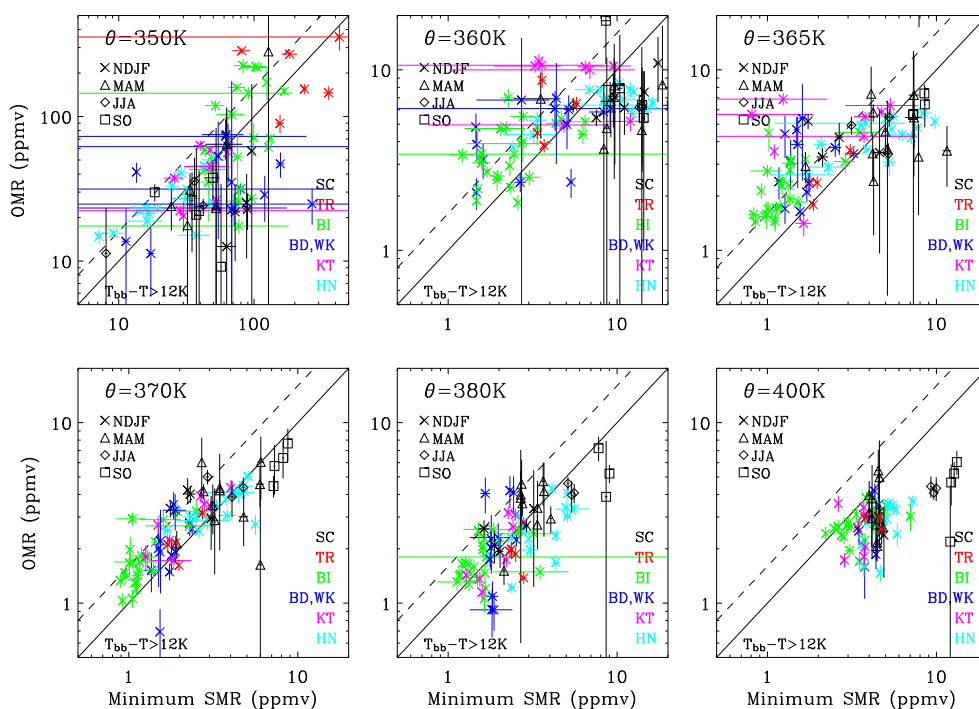 θ=350K
× NDJF
△ MAM
◇ JJA
□ SO
SC
TR
BI
BD,WK
KT
HN
Tbb−T>12K
100
10
10
100
OMR (ppmv)
θ=360K
× NDJF
△ MAM
◇ JJA
□ SO
SC
TR
BI
BD,WK
KT
HN
Tbb−T>12K
10
1
1
10
θ=365K
× NDJF
△ MAM
◇ JJA
□ SO
SC
TR
BI
BD,WK
KT
HN
Tbb−T>12K
10
1
1
10
θ=370K
× NDJF
△ MAM
◇ JJA
□ SO
SC
TR
BI
BD,WK
KT
HN
Tbb−T>12K
10
1
1
10
OMR (ppmv)
Minimum SMR (ppmv)
θ=380K
× NDJF
△ MAM
◇ JJA
□ SO
SC
TR
BI
BD,WK
KT
HN
Tbb−T>12K
10
1
1
10
Minimum SMR (ppmv)
θ=400K
× NDJF
△ MAM
◇ JJA
□ SO
SC
TR
BI
BD,WK
KT
HN
Tbb−T>12K
10
1
1
10
Minimum SMR (ppmv)